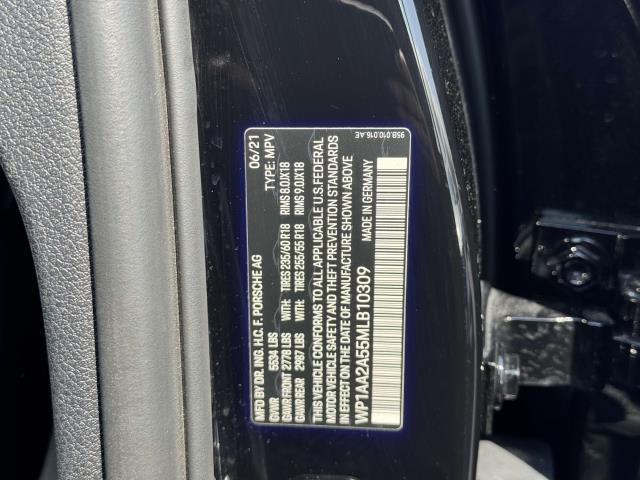 MFD. BY DR. ING. H.C. F. PORSCHE AG 06/21
GVWR 5534 LBS TYPE: MPV
GAWR FRONT 2778 LBS WITH: TIRES 235/60 R18 RIMS 8.0JX18
GAWR REAR 2987 LBS WITH: TIRES 255/55 R18 RIMS 9.0JX18
THIS VEHICLE CONFORMS TO ALL APPLICABLE U.S. FEDERAL
MOTOR VEHICLE SAFETY AND THEFT PREVENTION STANDARDS
IN EFFECT ON THE DATE OF MANUFACTURE SHOWN ABOVE
MADE IN GERMANY
WP1AA2A55MLB10309
95B.010.016.AE